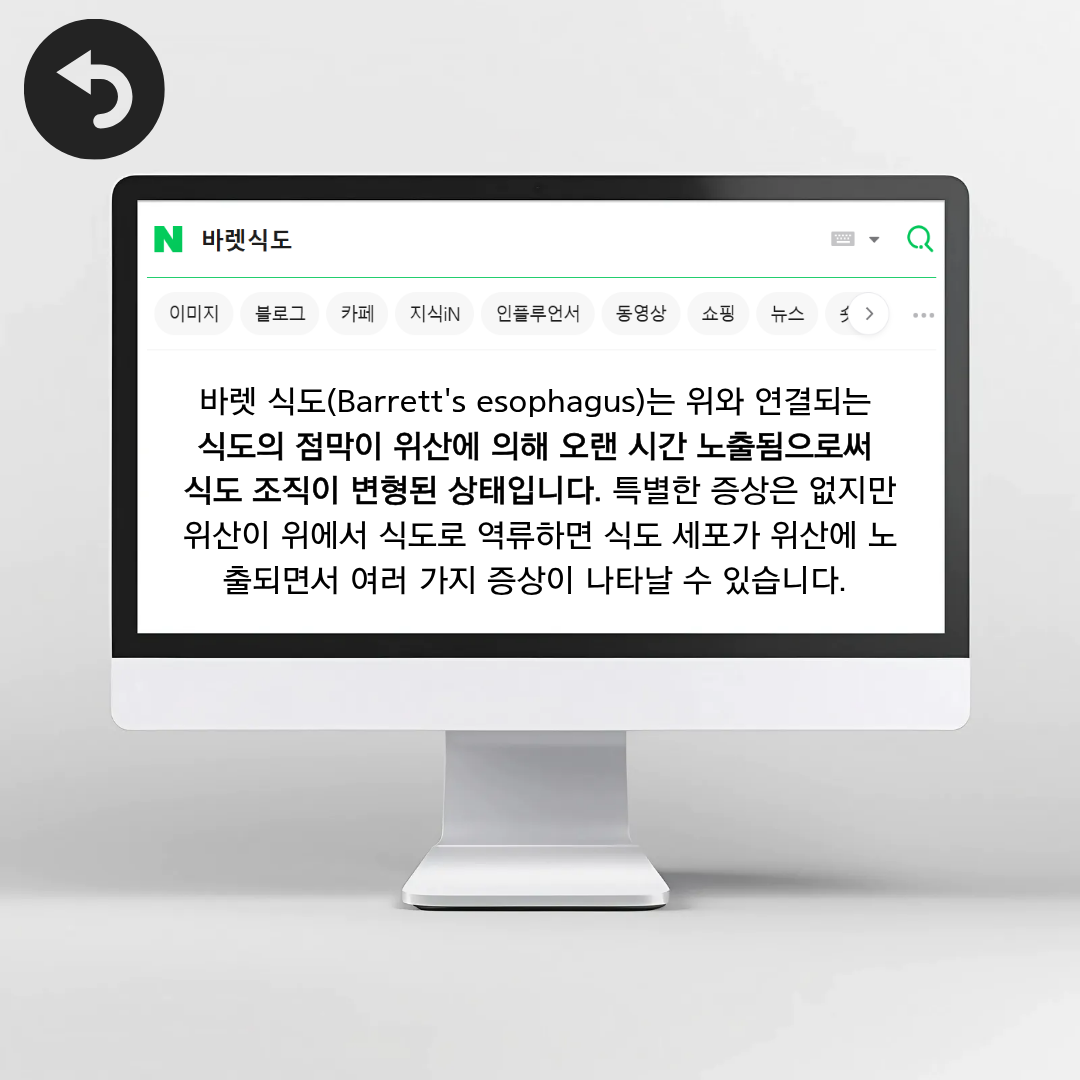 N 바렛식도
이미지 블로그 카페 지식iN 인플루언서 동영상 쇼핑 뉴스
바렛 식도(Barrett's esophagus)는 위와 연결되는
식도의 점막이 위산에 의해 오랜 시간 노출됨으로써
식도 조직이 변형된 상태입니다. 특별한 증상은 없지만
위산이 위에서 식도로 역류하면 식도 세포가 위산에 노
출되면서 여러 가지 증상이 나타날 수 있습니다.